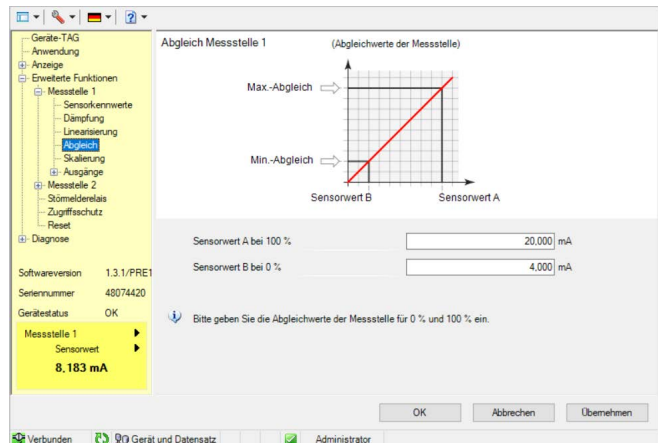 Geräte-TAG
Anwendung
Anzeige
Erweiterte Funktionen
Messstelle 1
Sensorkennwerte
Dämpfung
Linearisierung
Abgleich
Skalierung
Ausgänge
Messstelle 2
Störmelderelais
Zugriffsschutz
Reset
Diagnose
Softwareversion 1.3.1/PRE1
Seriennummer 48074420
Gerätestatus OK
Messstelle 1
Sensorwert
8,183 mA
Abgleich Messstelle 1 (Abgleichwerte der Messstelle)
Max.-Abgleich
Min.-Abgleich
Sensorwert B Sensorwert A
Sensorwert A bei 100 % 20,000 mA
Sensorwert B bei 0 % 4,000 mA
Bitte geben Sie die Abgleichwerte der Messstelle für 0 % und 100 % ein.
OK Abbrechen Übernehmen
Verbunden Gerät und Datensatz Administrator